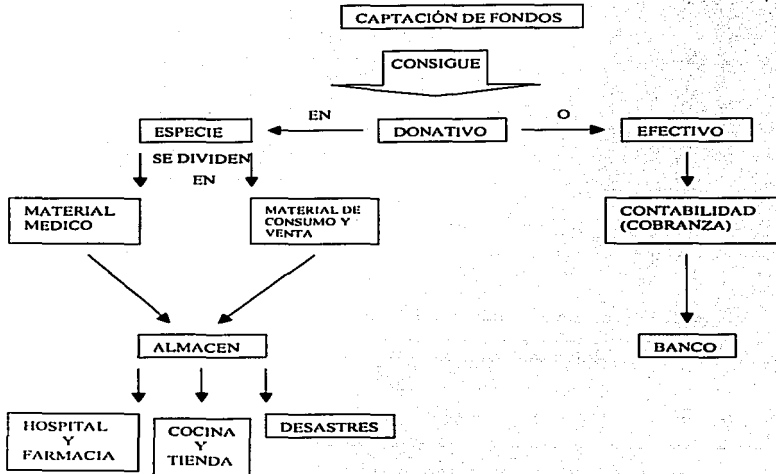 CAPTACIÓN DE FONDOS
CONSIGUE
EN
O
ESPECIE
DONATIVO
EFECTIVO
SE DIVIDEN
EN
MATERIAL
MEDICO
MATERIAL DE
CONSUMO Y
VENTA
CONTABILIDAD
(COBRANZA)
ALMACEN
BANCO
HOSPITAL
Y
FARMACIA
COCINA
Y
TIENDA
DESASTRES